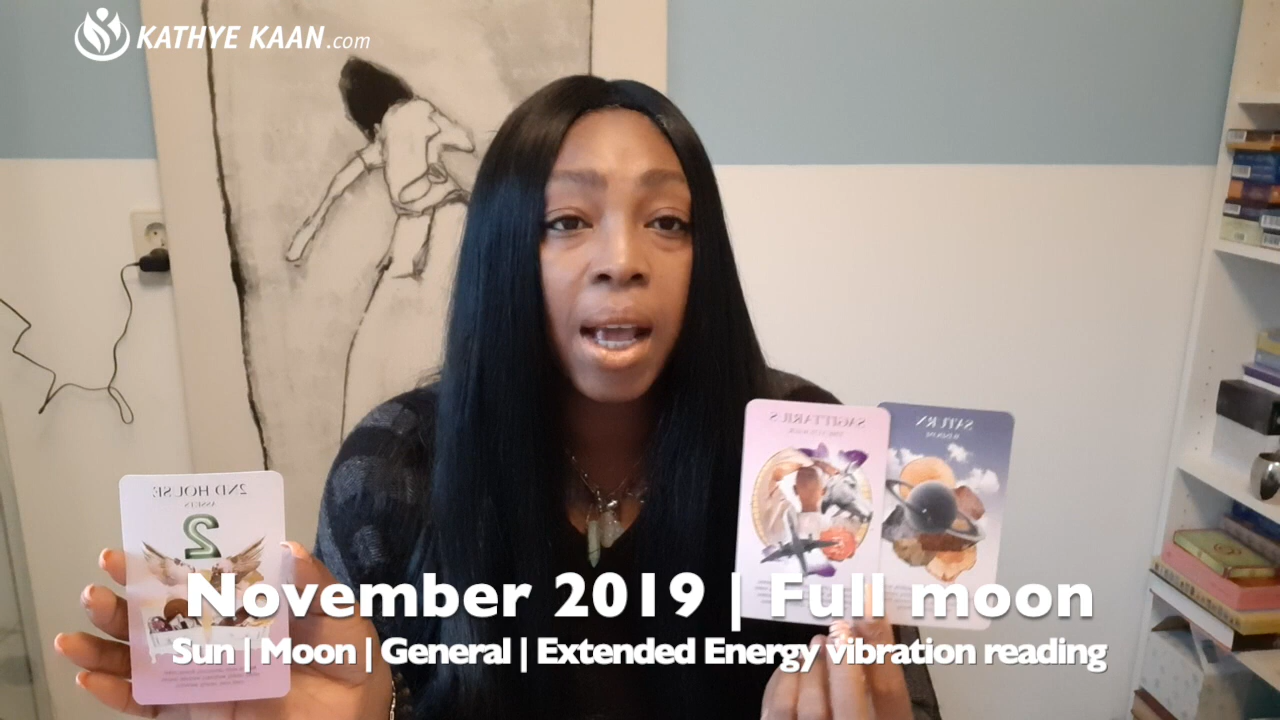 KATHYE KAAN.com
SAGITTARIUS
SATURN
2ND HOUSE
ASSETS
2
November 2019 | Full moon
Sun | Moon | General | Extended Energy vibration reading